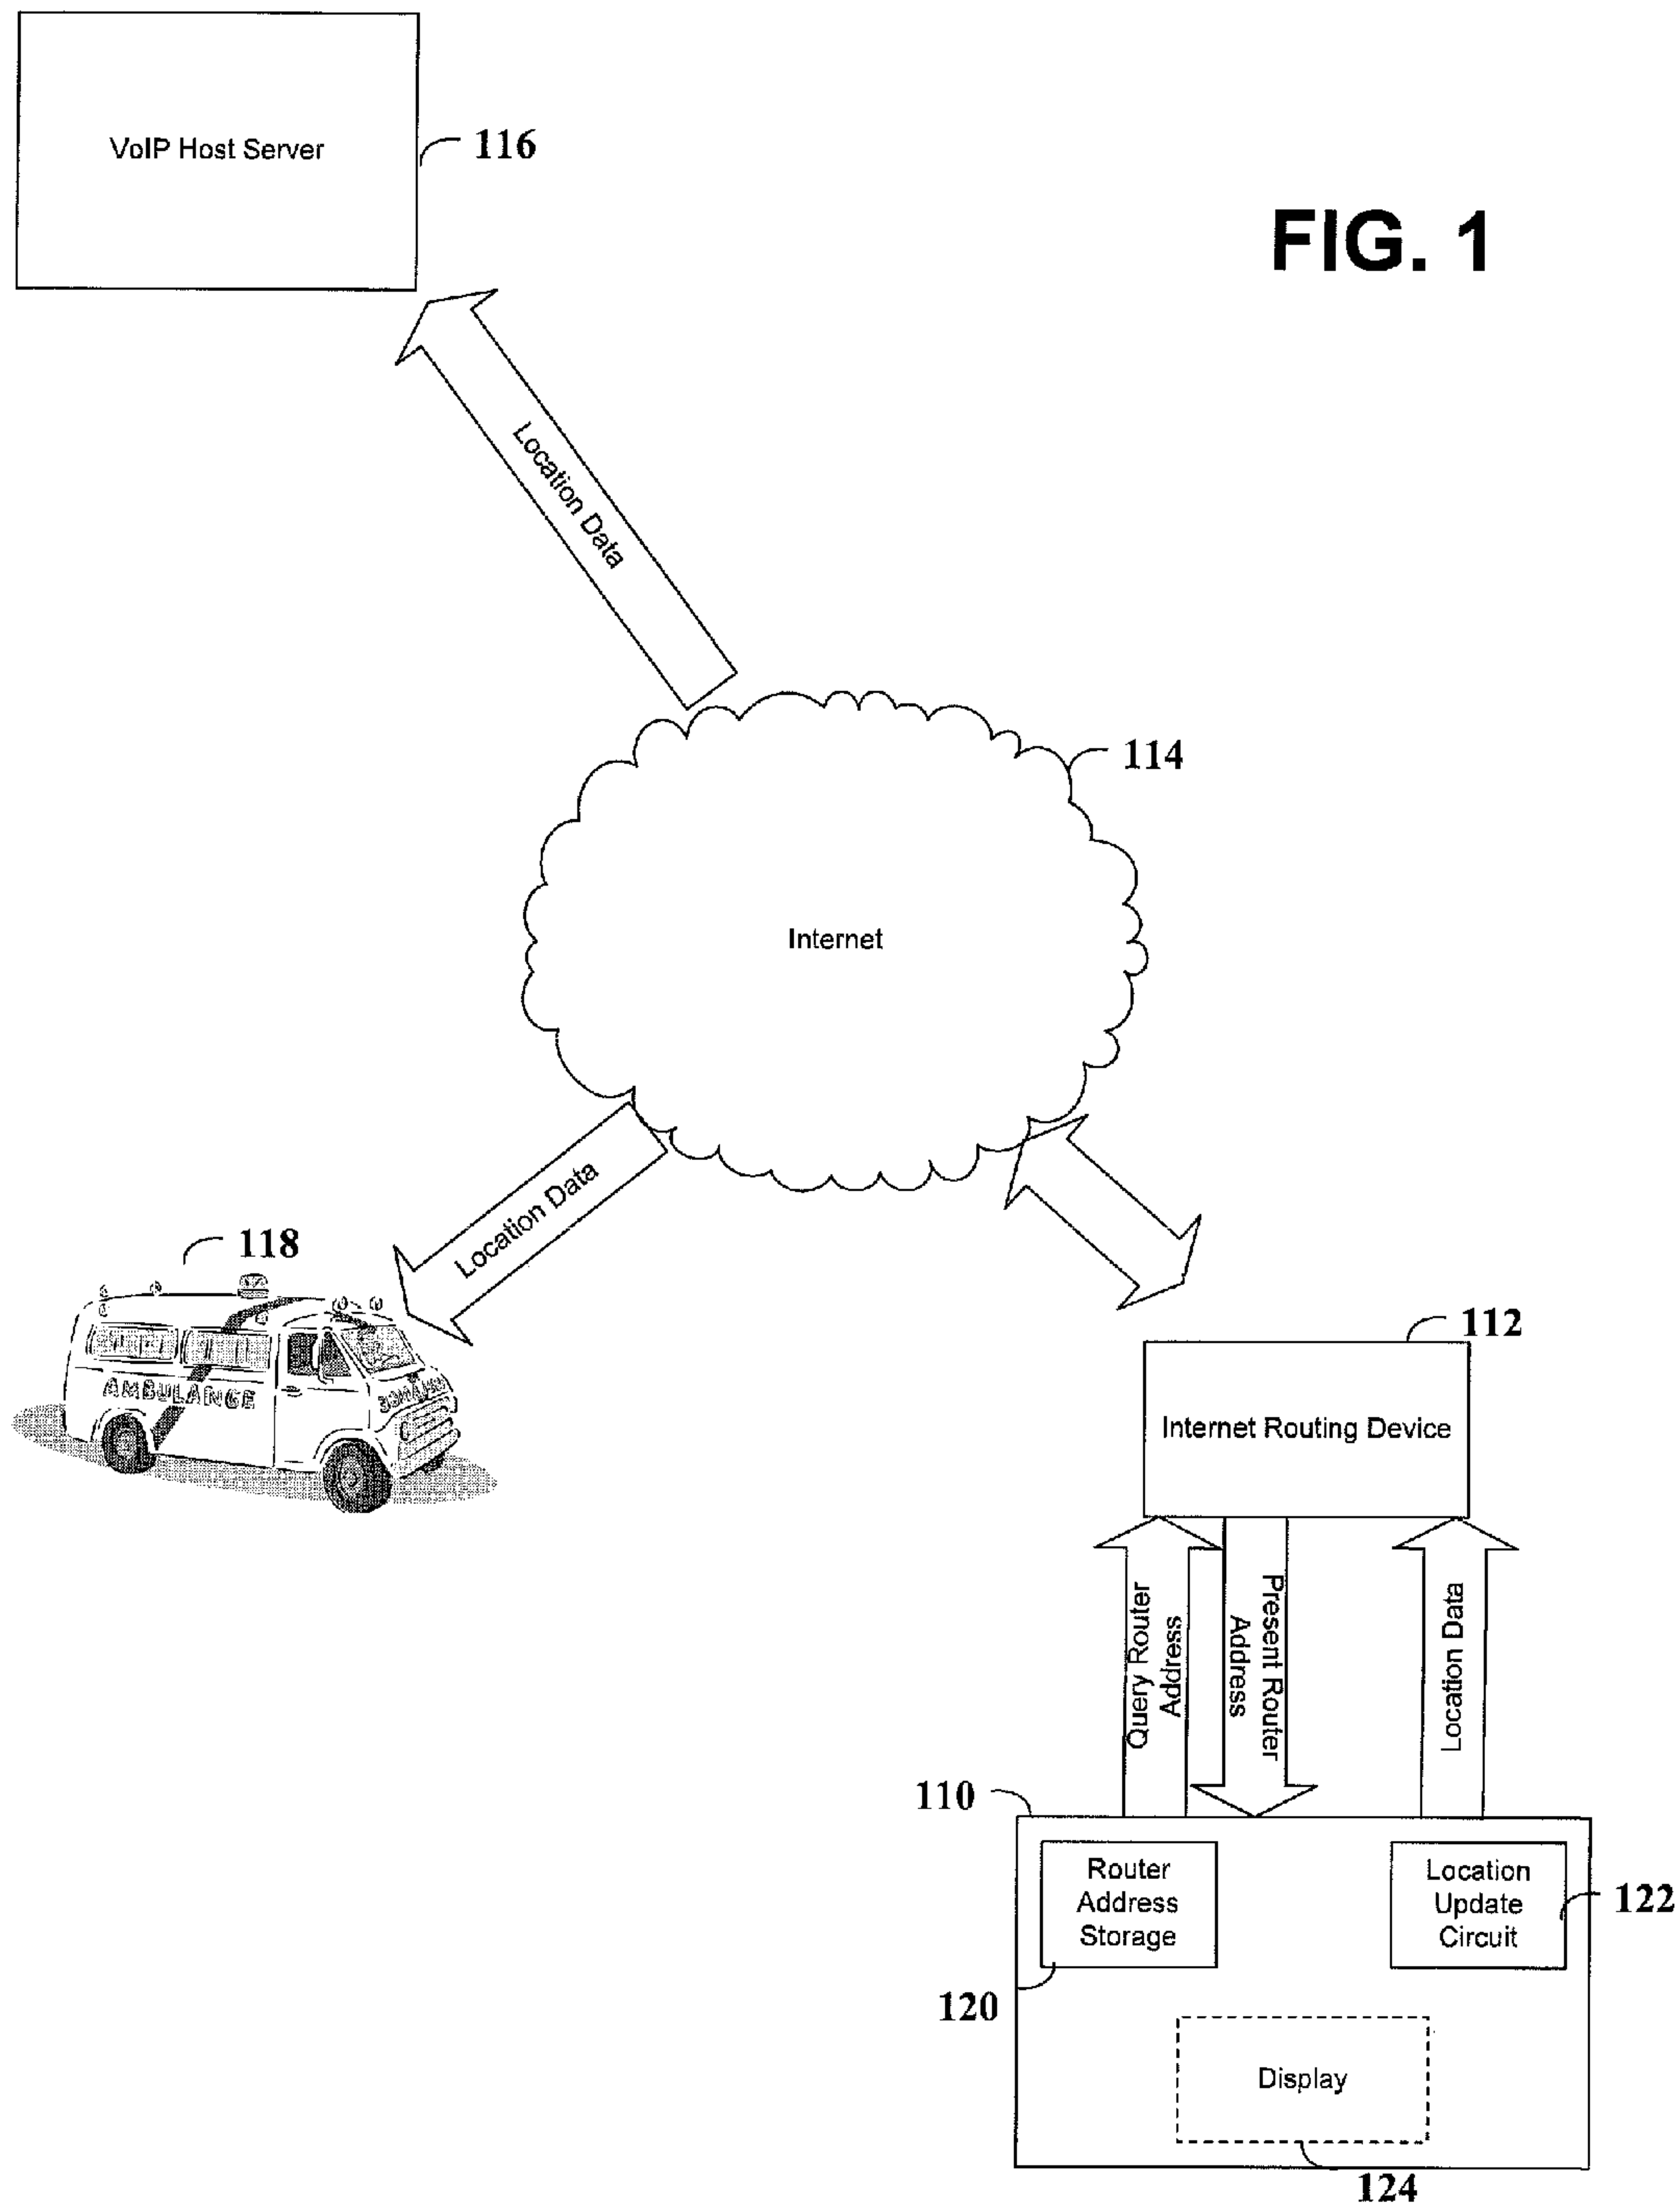 VoIP Host Server
116
FIG. 1
Location Data
114
Internet
Location Data
118
AMBULANCE
112
Internet Routing Device
Query Router
Address
Present Router
Address
Location Data
110
Router
Address
Storage
Location
Update
Circuit
122
120
Display
124